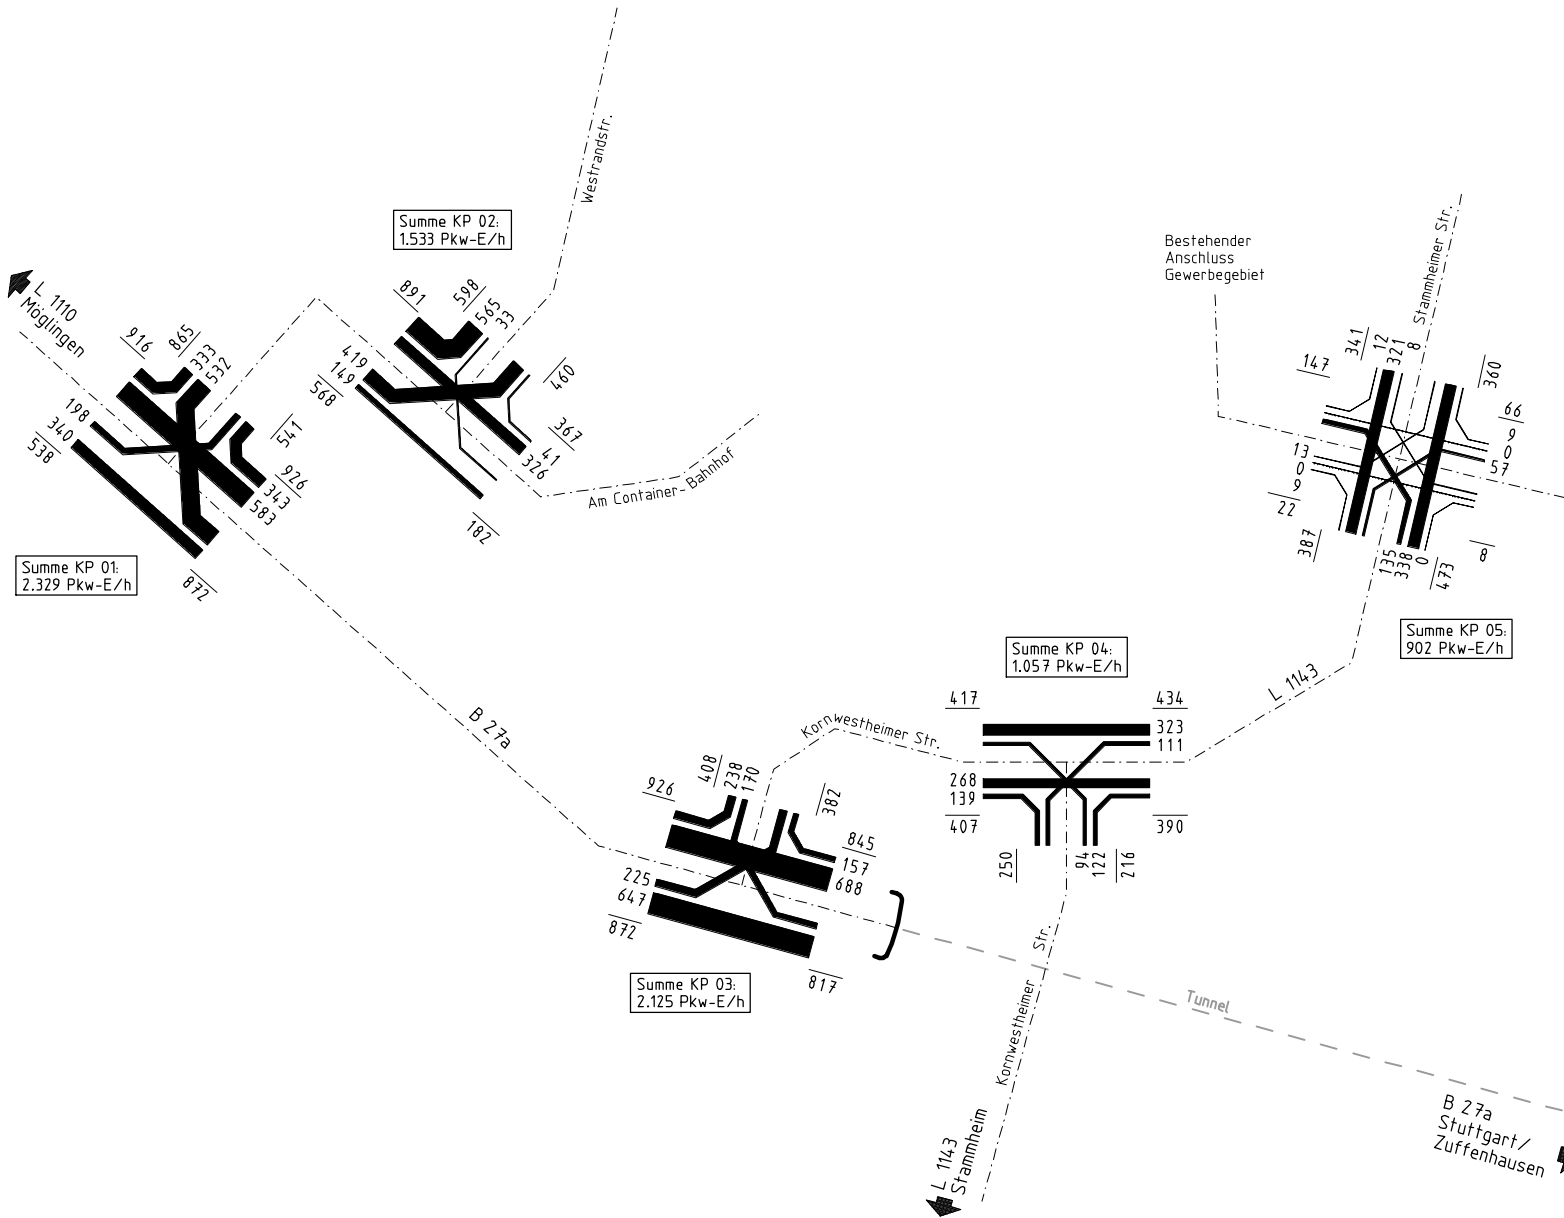 Westrandstr.
Summe KP 02:
1.533 Pkw-E/h
Bestehender
Anschluss
Gewerbegebiet
Stammheimer Str.
L 1110
Möglingen
916
865
333
532
198
340
538
541
926
343
583
872
Summe KP 01:
2.329 Pkw-E/h
891
598
565
33
419
149
568
460
367
41
326
182
Am Container-Bahnhof
341
12
321
8
147
360
66
9
0
57
13
0
9
22
387
135
338
0
473
8
Summe KP 05:
902 Pkw-E/h
Summe KP 04:
1.057 Pkw-E/h
L 1143
B 27a
Kornwestheimer Str.
417
434
323
111
268
139
407
390
250
94
122
216
408
238
170
926
382
845
157
688
225
647
872
817
Summe KP 03:
2.125 Pkw-E/h
Kornwestheimer Str.
Tunnel
L 1143
Stammheim
B 27a
Stuttgart/
Zuffenhausen